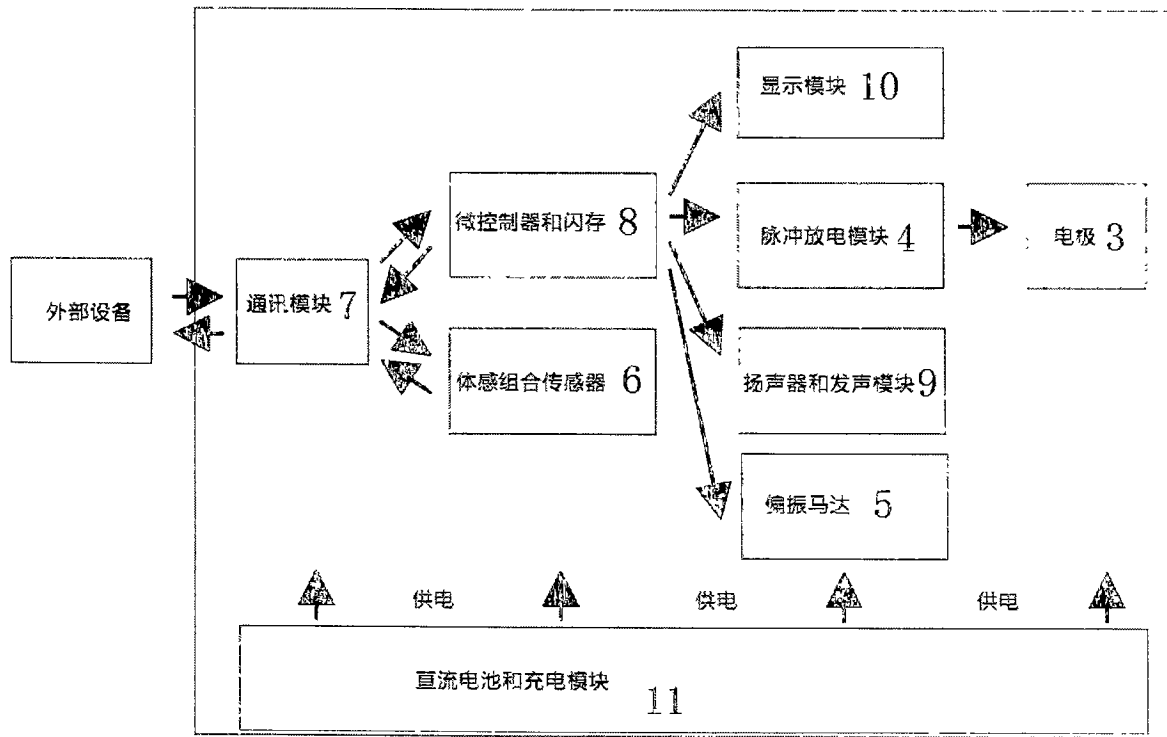 显示模块 10
微控制器和闪存 8
脉冲放电模块 4
电极 3
外部设备
通讯模块 7
体感组合传感器 6
扬声器和发声模块 9
偏振马达 5
供电
供电
供电
直流电池和充电模块 11